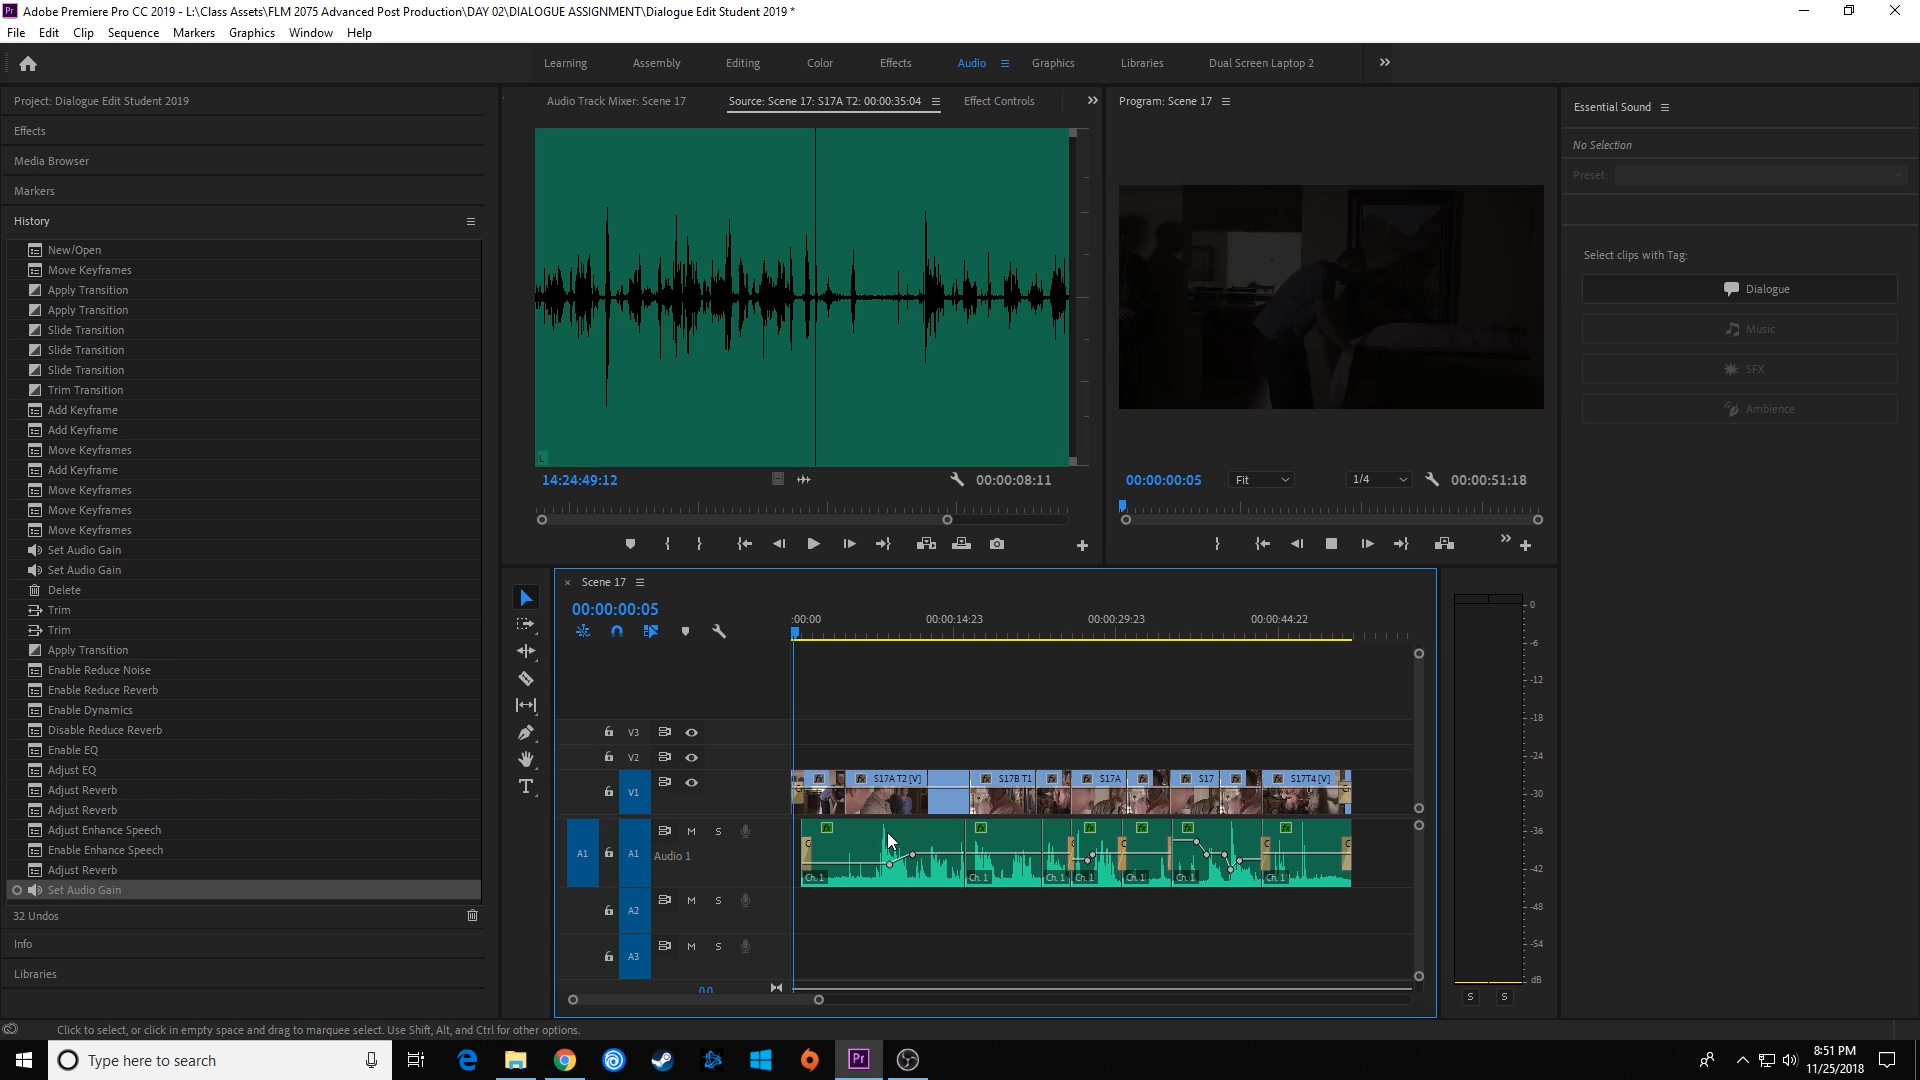 Adobe Premiere Pro CC 2019 - L:\Class Assets\FLM 2075 Advanced Post Production\DAY 02\DIALOGUE ASSIGNMENT\Dialogue Edit Student 2019 *
File Edit Clip Sequence Markers Graphics Window Help
Learning Assembly Editing Color Effects Audio Graphics Libraries Dual Screen Laptop 2
Project: Dialogue Edit Student 2019
Effects
Media Browser
Markers
History
New/Open
Move Keyframes
Apply Transition
Apply Transition
Slide Transition
Slide Transition
Slide Transition
Trim Transition
Add Keyframe
Add Keyframe
Move Keyframes
Add Keyframe
Move Keyframes
Move Keyframes
Move Keyframes
Set Audio Gain
Set Audio Gain
Delete
Trim
Trim
Apply Transition
Enable Reduce Noise
Enable Reduce Reverb
Enable Dynamics
Disable Reduce Reverb
Enable EQ
Adjust EQ
Adjust Reverb
Adjust Reverb
Adjust Enhance Speech
Enable Enhance Speech
Adjust Reverb
Set Audio Gain
32 Undos
Info
Libraries
Audio Track Mixer: Scene 17 Source: Scene 17: S17A T2: 00:00:35:04 Effect Controls
L
14:24:49:12 00:00:08:11
Program: Scene 17
00:00:00:05 Fit 1/4 00:00:51:18
Essential Sound
No Selection
Preset:
Select clips with Tag:
Dialogue
Music
SFX
Ambience
× Scene 17
00:00:00:05
:00:00 00:00:14:23 00:00:29:23 00:00:44:22
V3
V2
V1
fx fx S17A T2 [V] fx S17B T1 fx fx S17A fx fx S17 fx fx S17T4 [V]
A1 A1 M S
Audio 1
Ch. 1 Ch. 1 Ch. 1 Ch. 1 Ch. 1 Ch. 1 Ch. 1
A2 M S
A3 M S
0.0
0
-6
-12
-18
-24
-30
-36
-42
-48
-54
dB
S S
Click to select, or click in empty space and drag to marquee select. Use Shift, Alt, and Ctrl for other options.
Type here to search
Pr
8:51 PM
11/25/2018